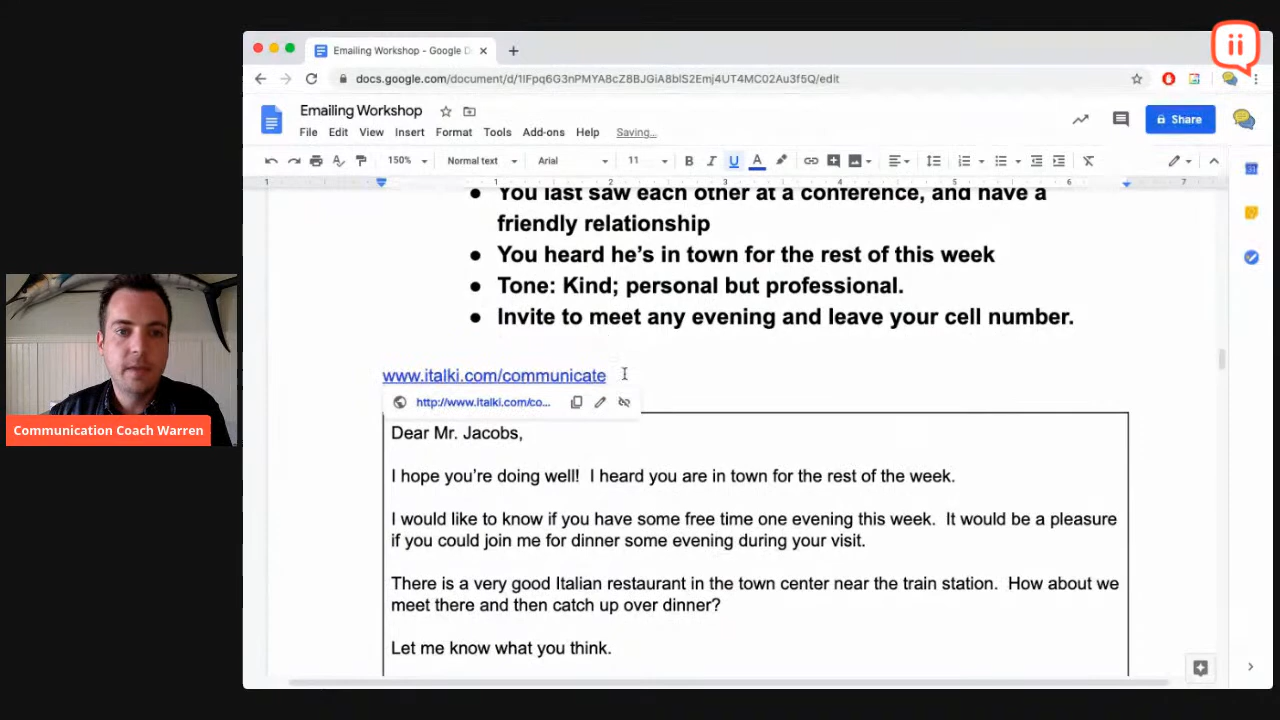 Emailing Workshop - Google D
docs.google.com/document/d/1lFpq6G3nPMYA8cZ8BJGiA8blS2Emj4UT4MC02Au3f5Q/edit
Emailing Workshop
File Edit View Insert Format Tools Add-ons Help Saving...
Share
150% Normal text Arial 11 B I U A
1 1 2 3 4 5 6 7
● You last saw each other at a conference, and have a
friendly relationship
● You heard he's in town for the rest of this week
● Tone: Kind; personal but professional.
● Invite to meet any evening and leave your cell number.
www.italki.com/communicate
http://www.italki.com/co...
Dear Mr. Jacobs,
I hope you're doing well! I heard you are in town for the rest of the week.
I would like to know if you have some free time one evening this week. It would be a pleasure
if you could join me for dinner some evening during your visit.
There is a very good Italian restaurant in the town center near the train station. How about we
meet there and then catch up over dinner?
Let me know what you think.
Communication Coach Warren